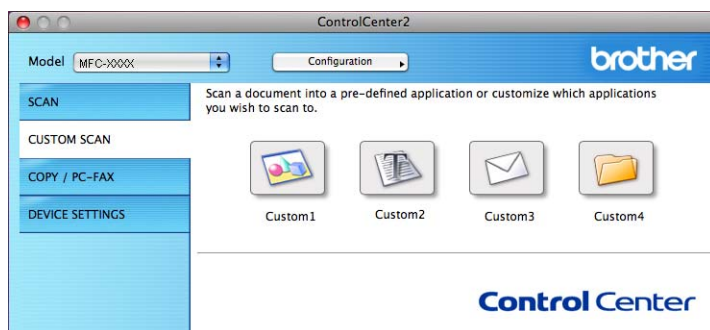 ControlCenter2
Model MFC-XXXX Configuration brother
SCAN
CUSTOM SCAN
COPY / PC-FAX
DEVICE SETTINGS
Scan a document into a pre-defined application or customize which applications
you wish to scan to.
Custom1 Custom2 Custom3 Custom4
Control Center